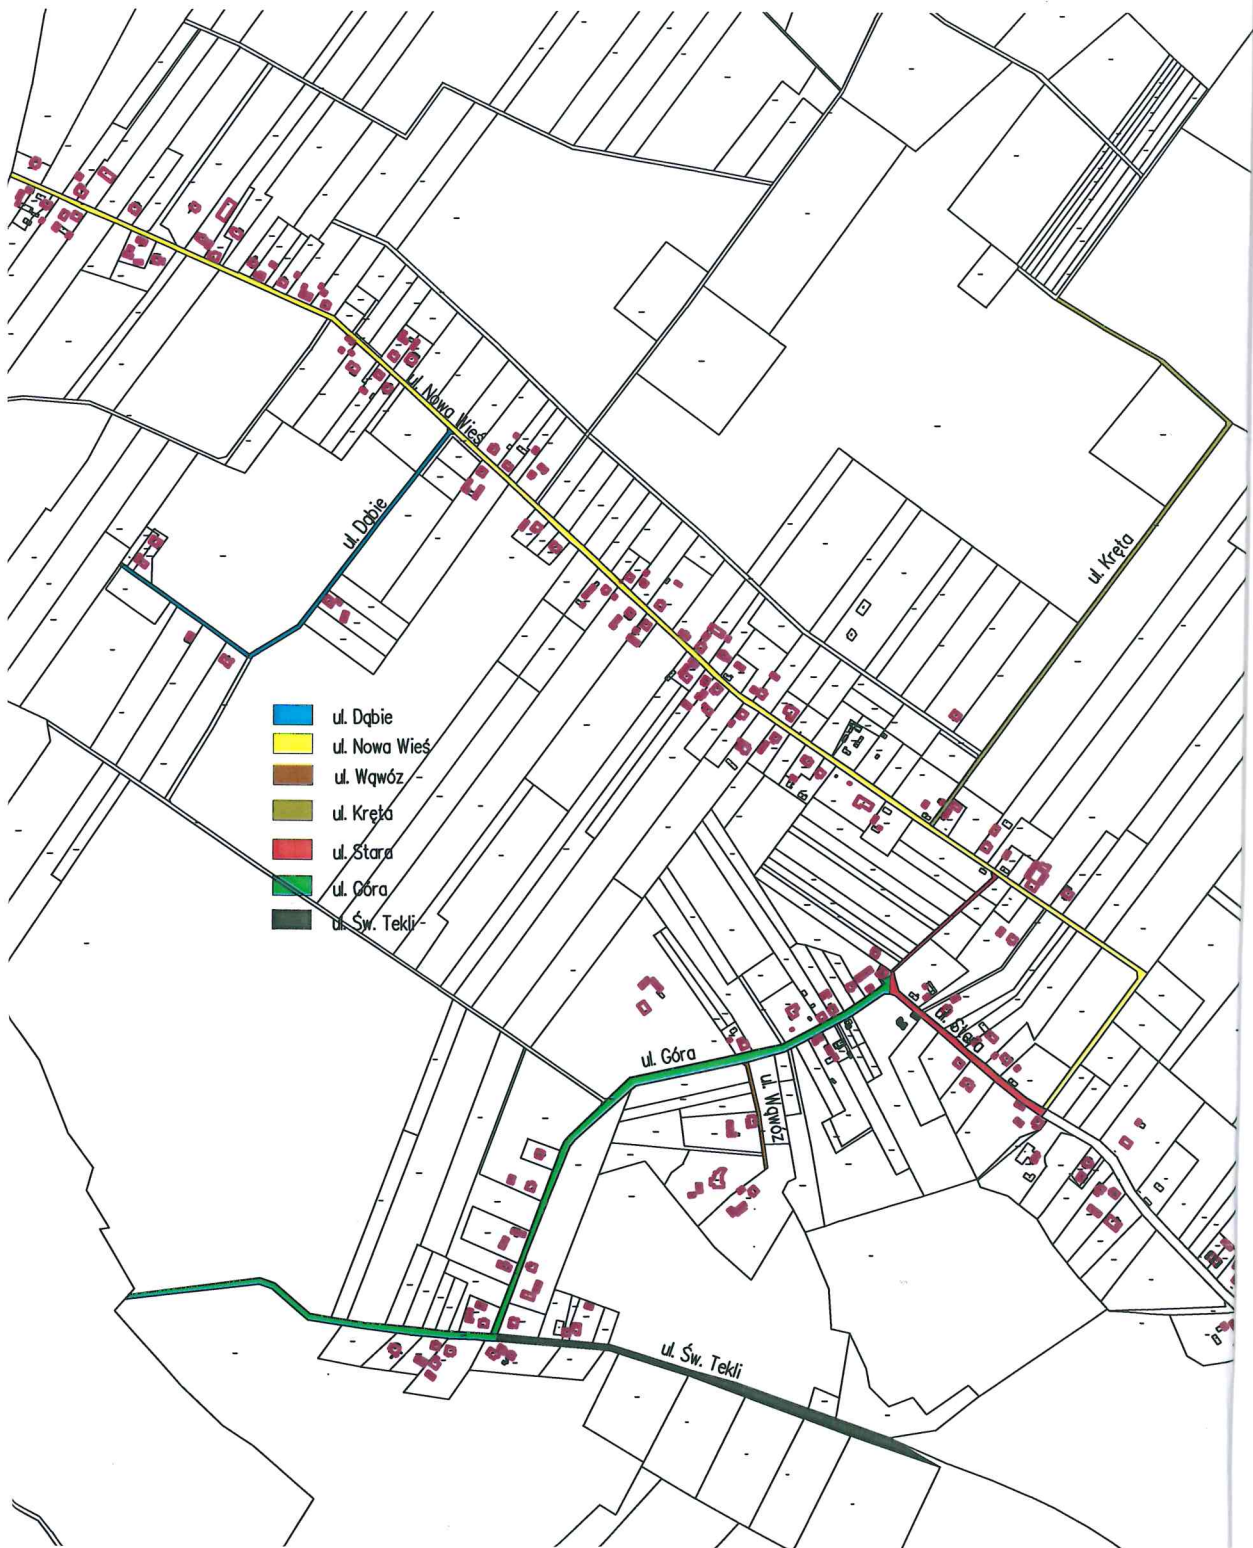 ul. Nowa Wieś
ul. Dąbie
ul. Kręta
ul. Dąbie
ul. Nowa Wieś
ul. Wąwóz
ul. Kręta
ul. Stara
ul. Góra
ul. Św. Tekli
ul. Stara
ul. Góra
ul. Wąwóz
ul. Św. Tekli